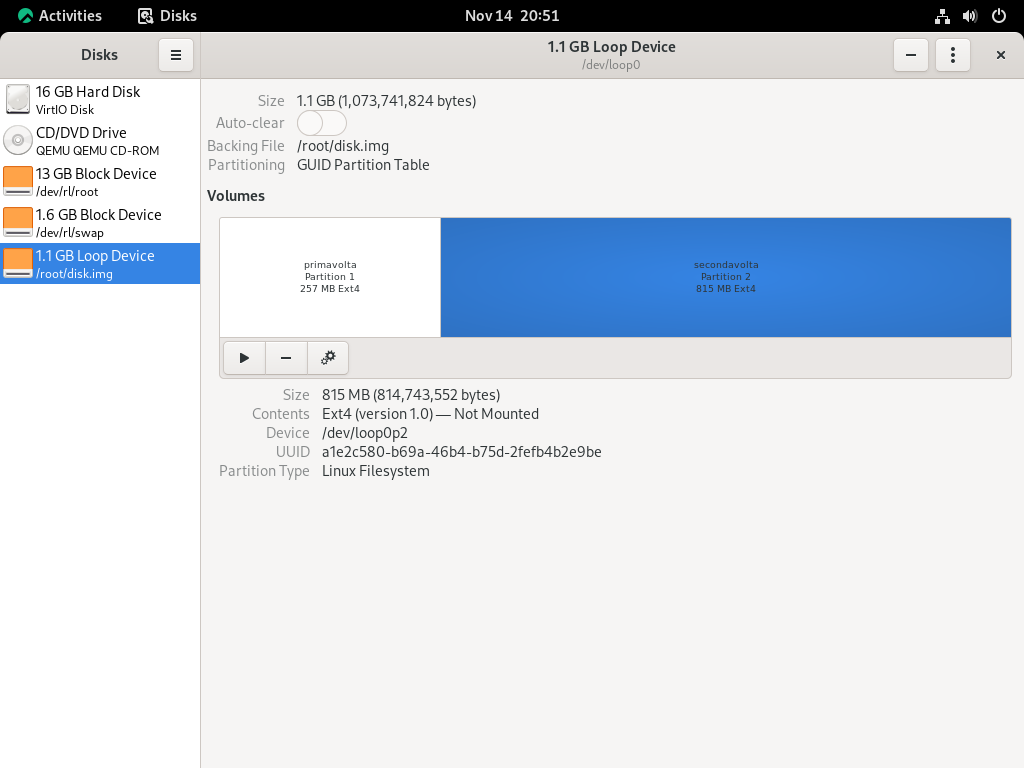 Activities
Disks
Nov 14 20:51
Disks
1.1 GB Loop Device
/dev/loop0
16 GB Hard Disk
VirtIO Disk
CD/DVD Drive
QEMU QEMU CD-ROM
13 GB Block Device
/dev/rl/root
1.6 GB Block Device
/dev/rl/swap
1.1 GB Loop Device
/root/disk.img
Size 1.1 GB (1,073,741,824 bytes)
Auto-clear
Backing File /root/disk.img
Partitioning GUID Partition Table
Volumes
primavolta
Partition 1
257 MB Ext4
secondavolta
Partition 2
815 MB Ext4
Size 815 MB (814,743,552 bytes)
Contents Ext4 (version 1.0) — Not Mounted
Device /dev/loop0p2
UUID a1e2c580-b69a-46b4-b75d-2fefb4b2e9be
Partition Type Linux Filesystem